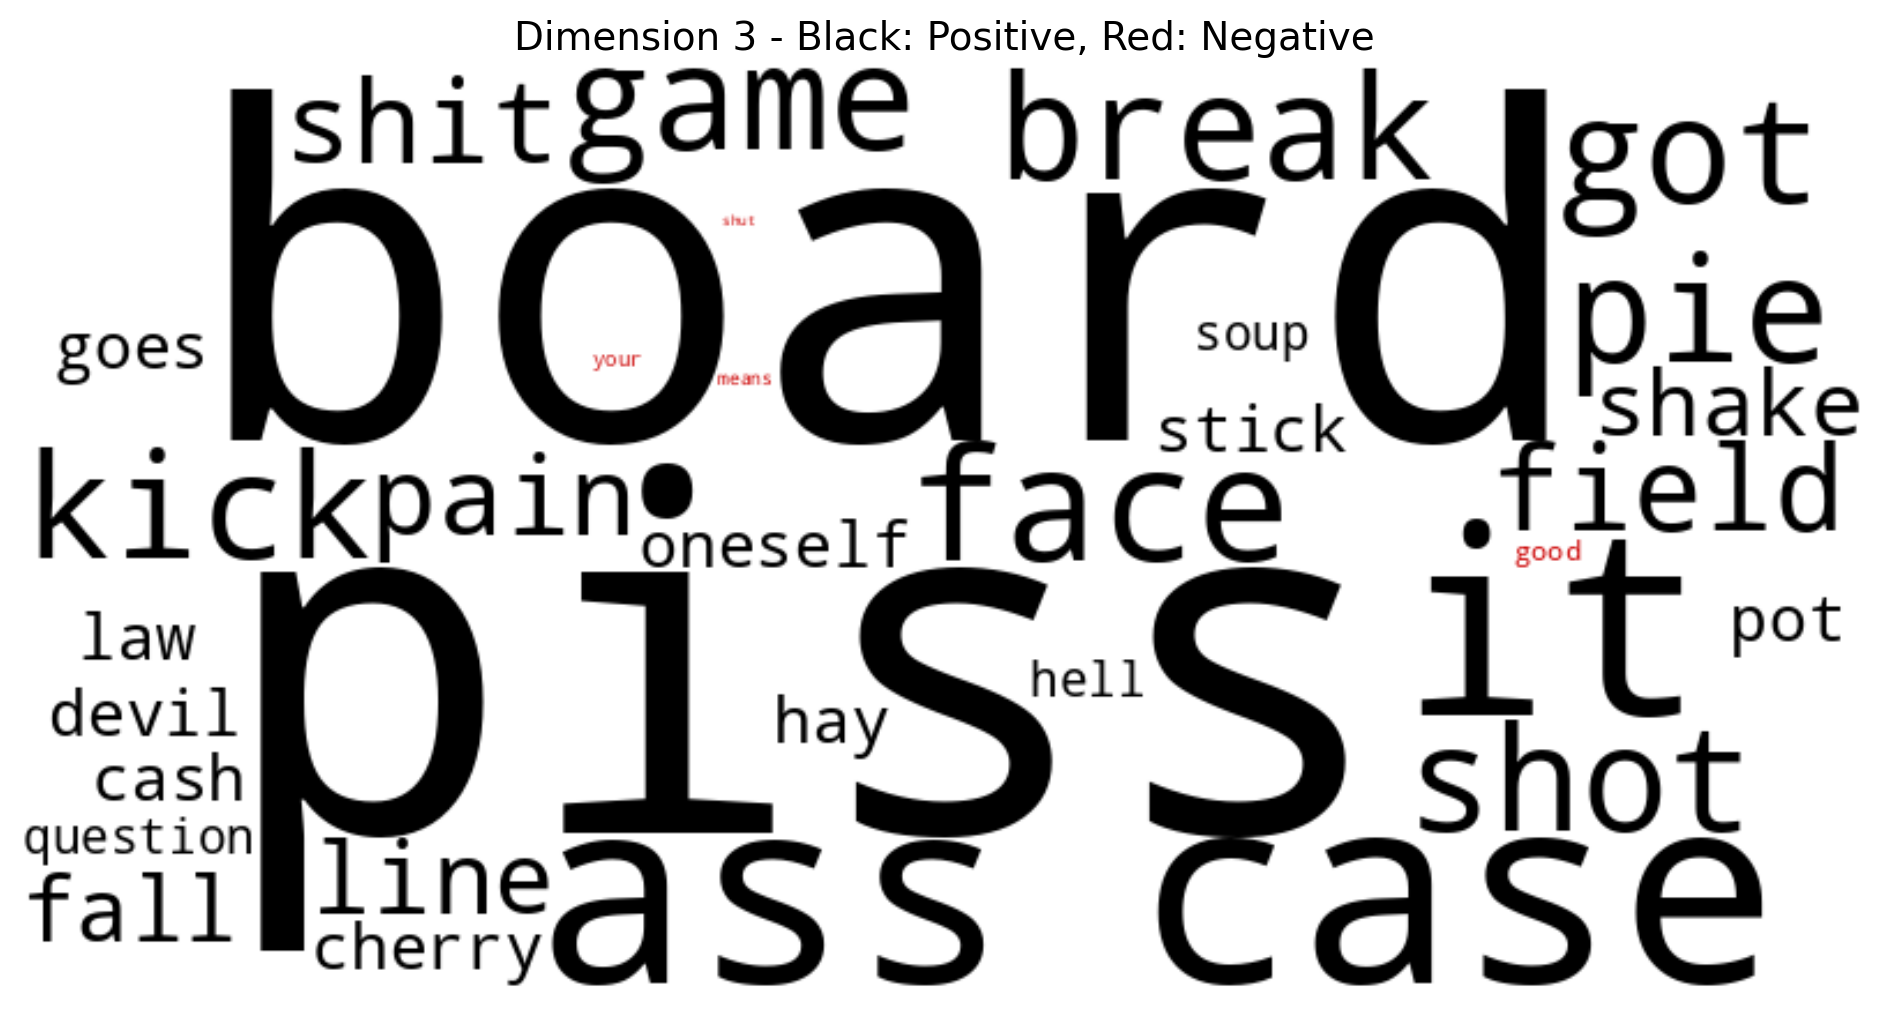 Dimension 3 - Black: Positive, Red: Negative
shit game break got
board
shut
goes your means soup pie
stick shake
kick pain oneself face field
piss it good
law hell pot
devil hay
cash shot
question
fall line ass case
cherry